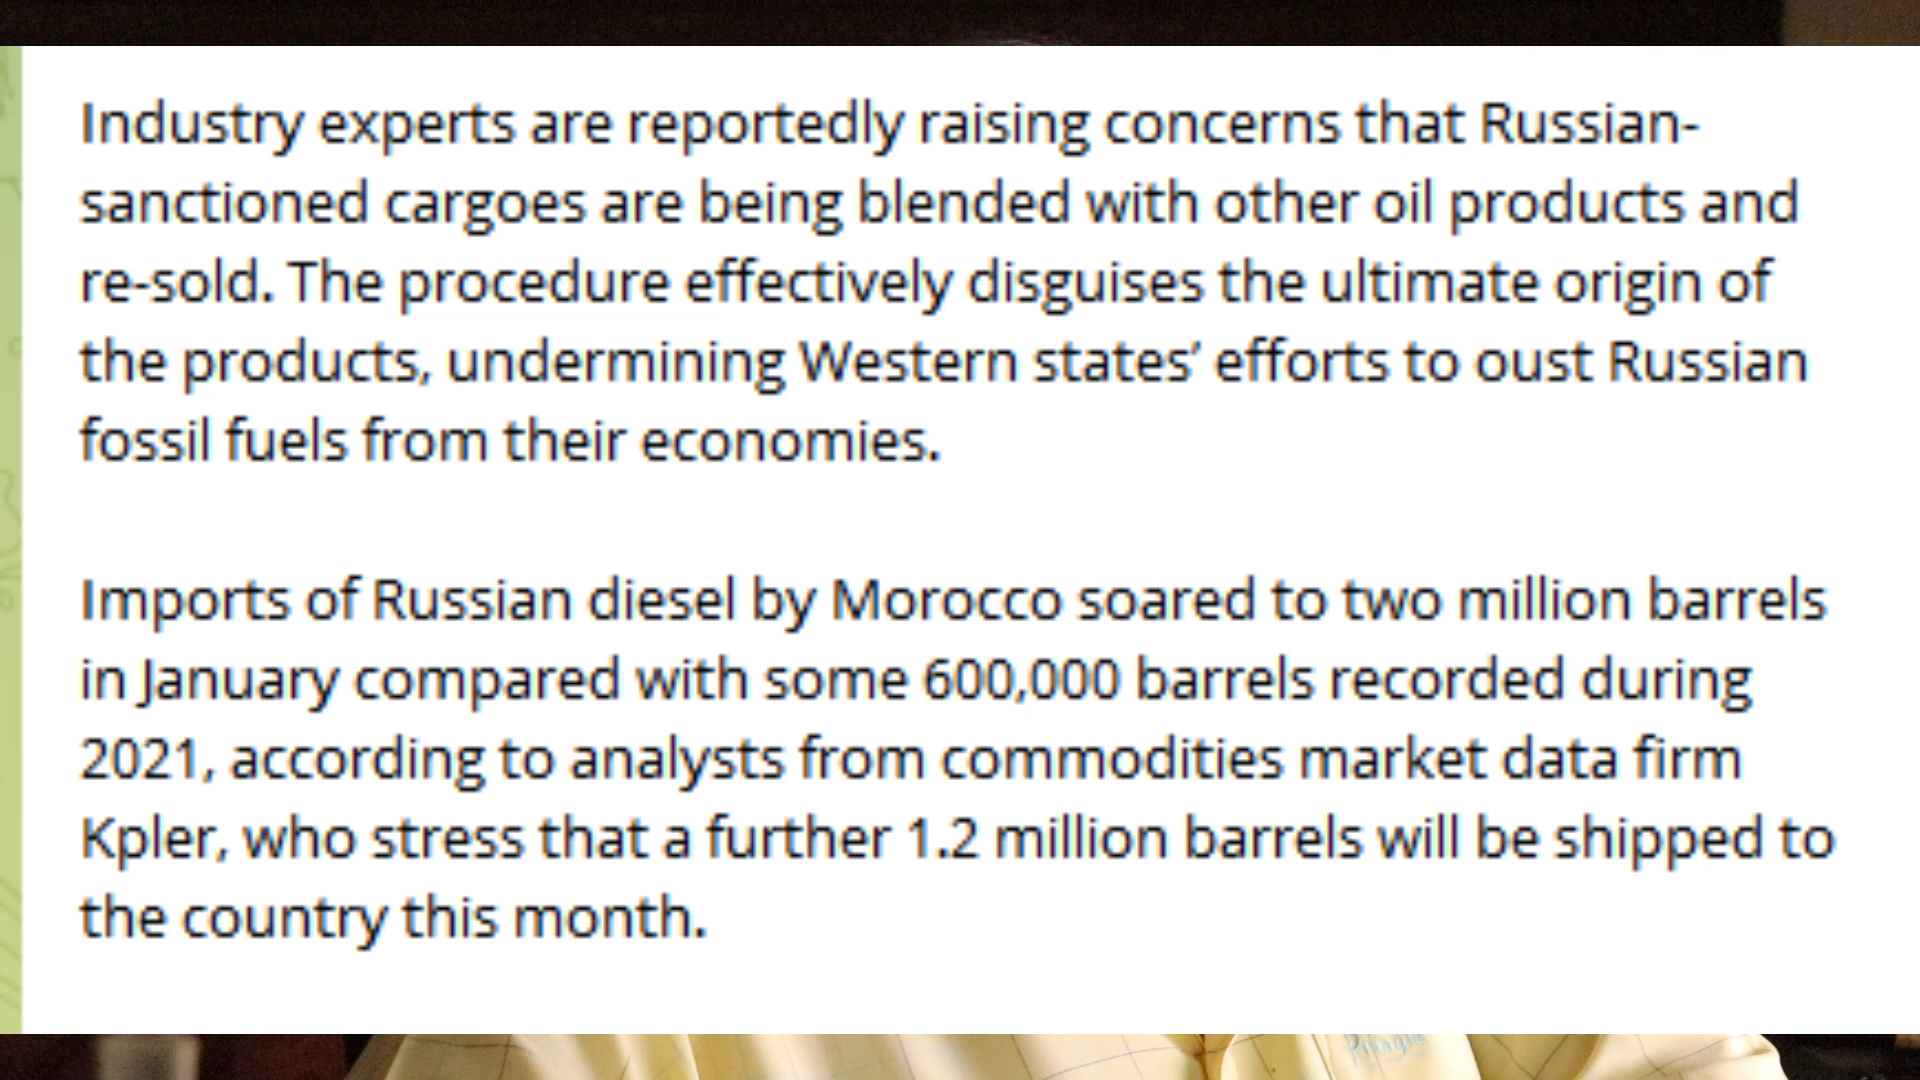 Industry experts are reportedly raising concerns that Russian-
sanctioned cargoes are being blended with other oil products and
re-sold. The procedure effectively disguises the ultimate origin of
the products, undermining Western states’ efforts to oust Russian
fossil fuels from their economies.
Imports of Russian diesel by Morocco soared to two million barrels
in January compared with some 600,000 barrels recorded during
2021, according to analysts from commodities market data firm
Kpler, who stress that a further 1.2 million barrels will be shipped to
the country this month.